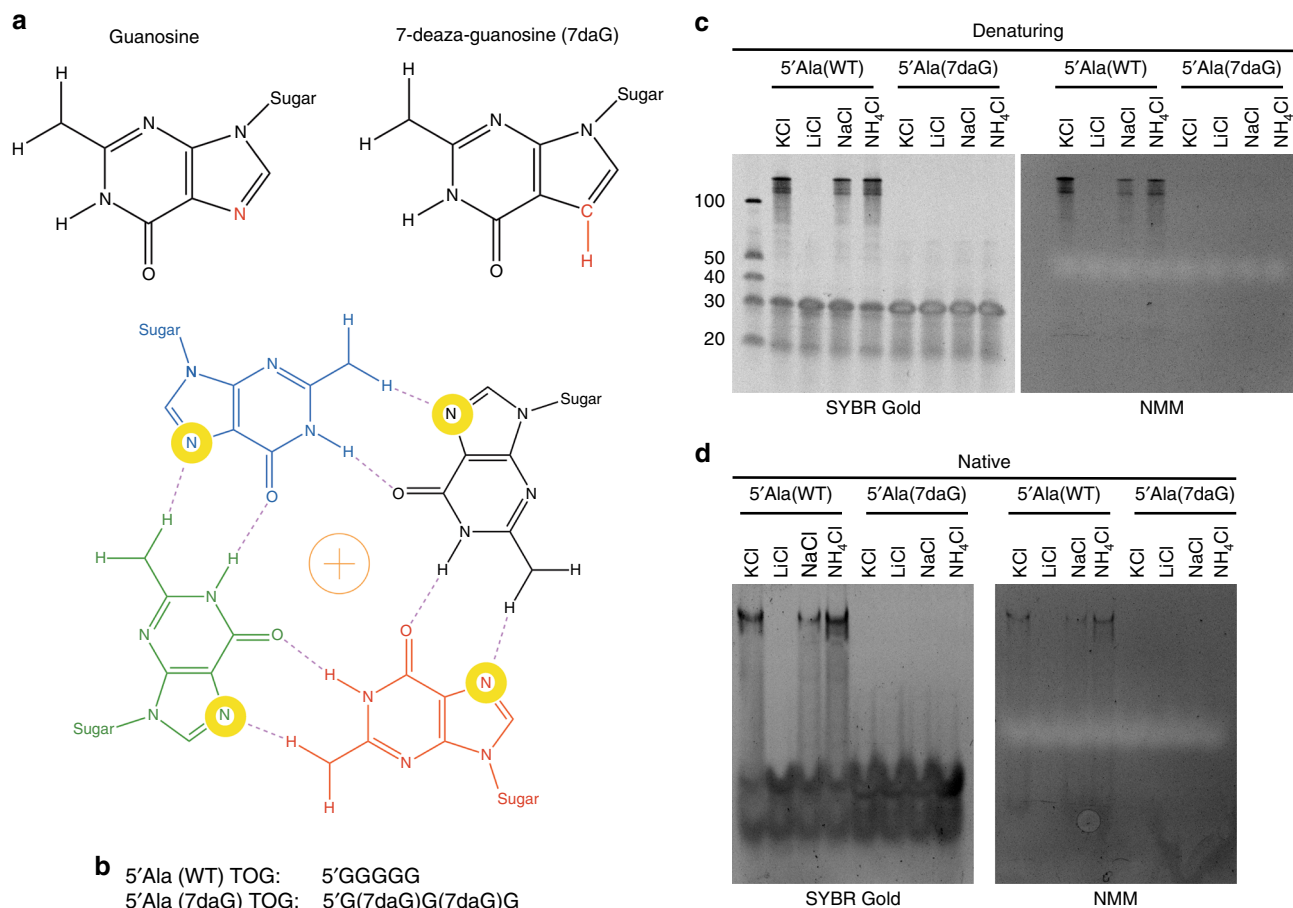 a
Guanosine
7-deaza-guanosine (7daG)
H
H
N
N
Sugar
N
N
H
O
H
H
N
N
Sugar
N
C
H
H
O
Sugar
N
N
H
H
N
N
H
O
N
N
Sugar
O
N
N
H
H
H
H
H
H
N
N
O
N
N
Sugar
O
H
N
N
N
N
H
H
Sugar
b
5′Ala (WT) TOG: 5′GGGGG
5′Ala (7daG) TOG: 5′G(7daG)G(7daG)G
c
Denaturing
5′Ala(WT) 5′Ala(7daG) 5′Ala(WT) 5′Ala(7daG)
KCl LiCl NaCl NH4Cl KCl LiCl NaCl NH4Cl KCl LiCl NaCl NH4Cl KCl LiCl NaCl NH4Cl
100
50
40
30
20
SYBR Gold NMM
d
Native
5′Ala(WT) 5′Ala(7daG) 5′Ala(WT) 5′Ala(7daG)
KCl LiCl NaCl NH4Cl KCl LiCl NaCl NH4Cl KCl LiCl NaCl NH4Cl KCl LiCl NaCl NH4Cl
SYBR Gold NMM